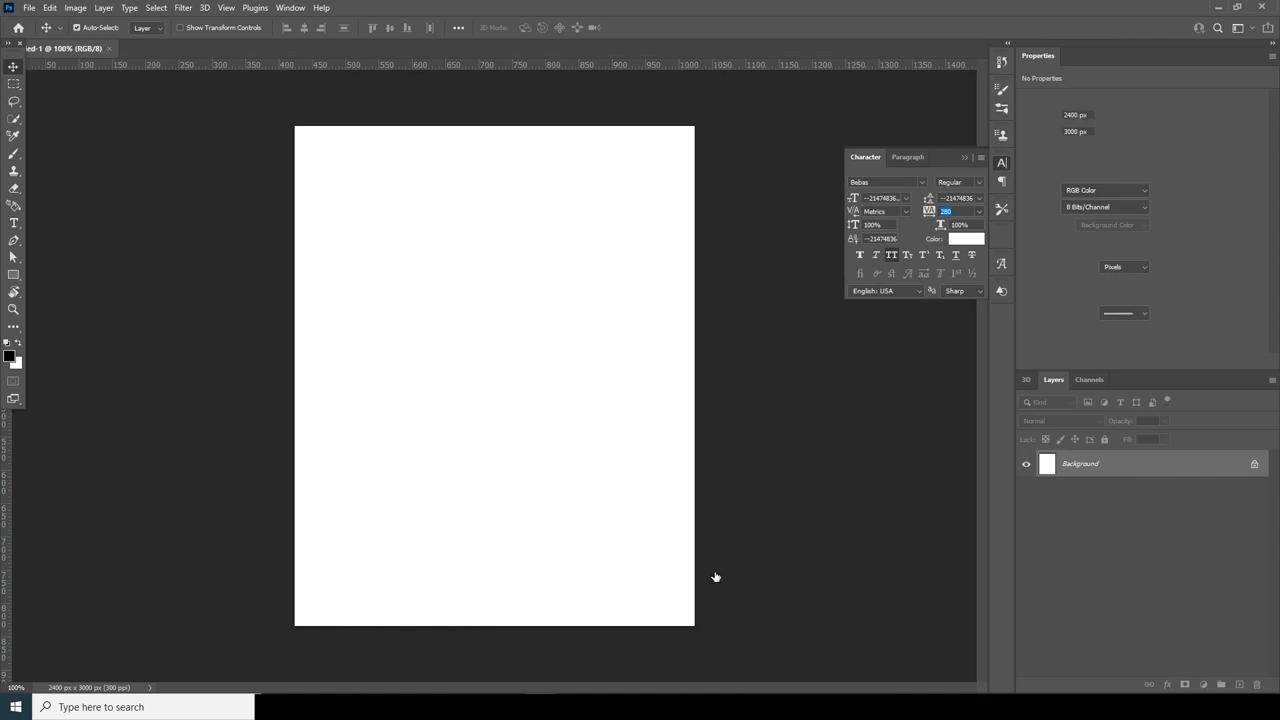 Ps File Edit Image Layer Type Select Filter 3D View Plugins Window Help
Auto-Select: Layer Show Transform Controls 3D Mode:
ed-1 @ 100% (RGB/8)
50 100 150 200 250 300 350 400 450 500 550 600 650 700 750 800 850 900 950 1000 1050 1100 1150 1200 1250 1300 1350 1400
Properties
No Properties
2400 px
3000 px
RGB Color
8 Bits/Channel
Background Color
Pixels
Character Paragraph
Bebas Regular
--21474836... --21474836
Metrics 280
100% 100%
--21474836 Color:
English: USA Sharp
3D Layers Channels
Kind
Normal Opacity:
Lock: Fill:
Background
100% 2400 px x 3000 px (300 ppi)
Type here to search